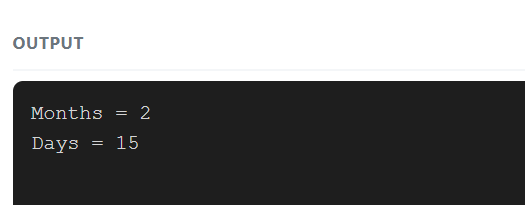 OUTPUT
Months = 2
Days = 15